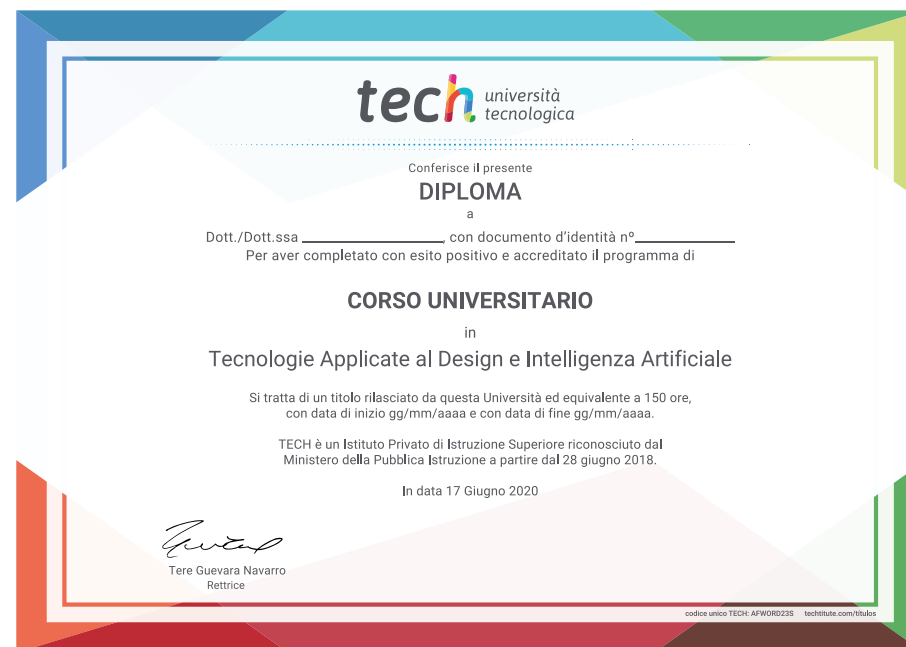 tech università
tecnologica
Conferisce il presente
DIPLOMA
a
Dott./Dott.ssa ____________________, con documento d’identità nº______________
Per aver completato con esito positivo e accreditato il programma di
CORSO UNIVERSITARIO
in
Tecnologie Applicate al Design e Intelligenza Artificiale
Si tratta di un titolo rilasciato da questa Università ed equivalente a 150 ore,
con data di inizio gg/mm/aaaa e con data di fine gg/mm/aaaa.
TECH è un Istituto Privato di Istruzione Superiore riconosciuto dal
Ministero della Pubblica Istruzione a partire dal 28 giugno 2018.
In data 17 Giugno 2020
Tere Guevara Navarro
Rettrice
codice unico TECH: AFWORD23S techtitute.com/titulos